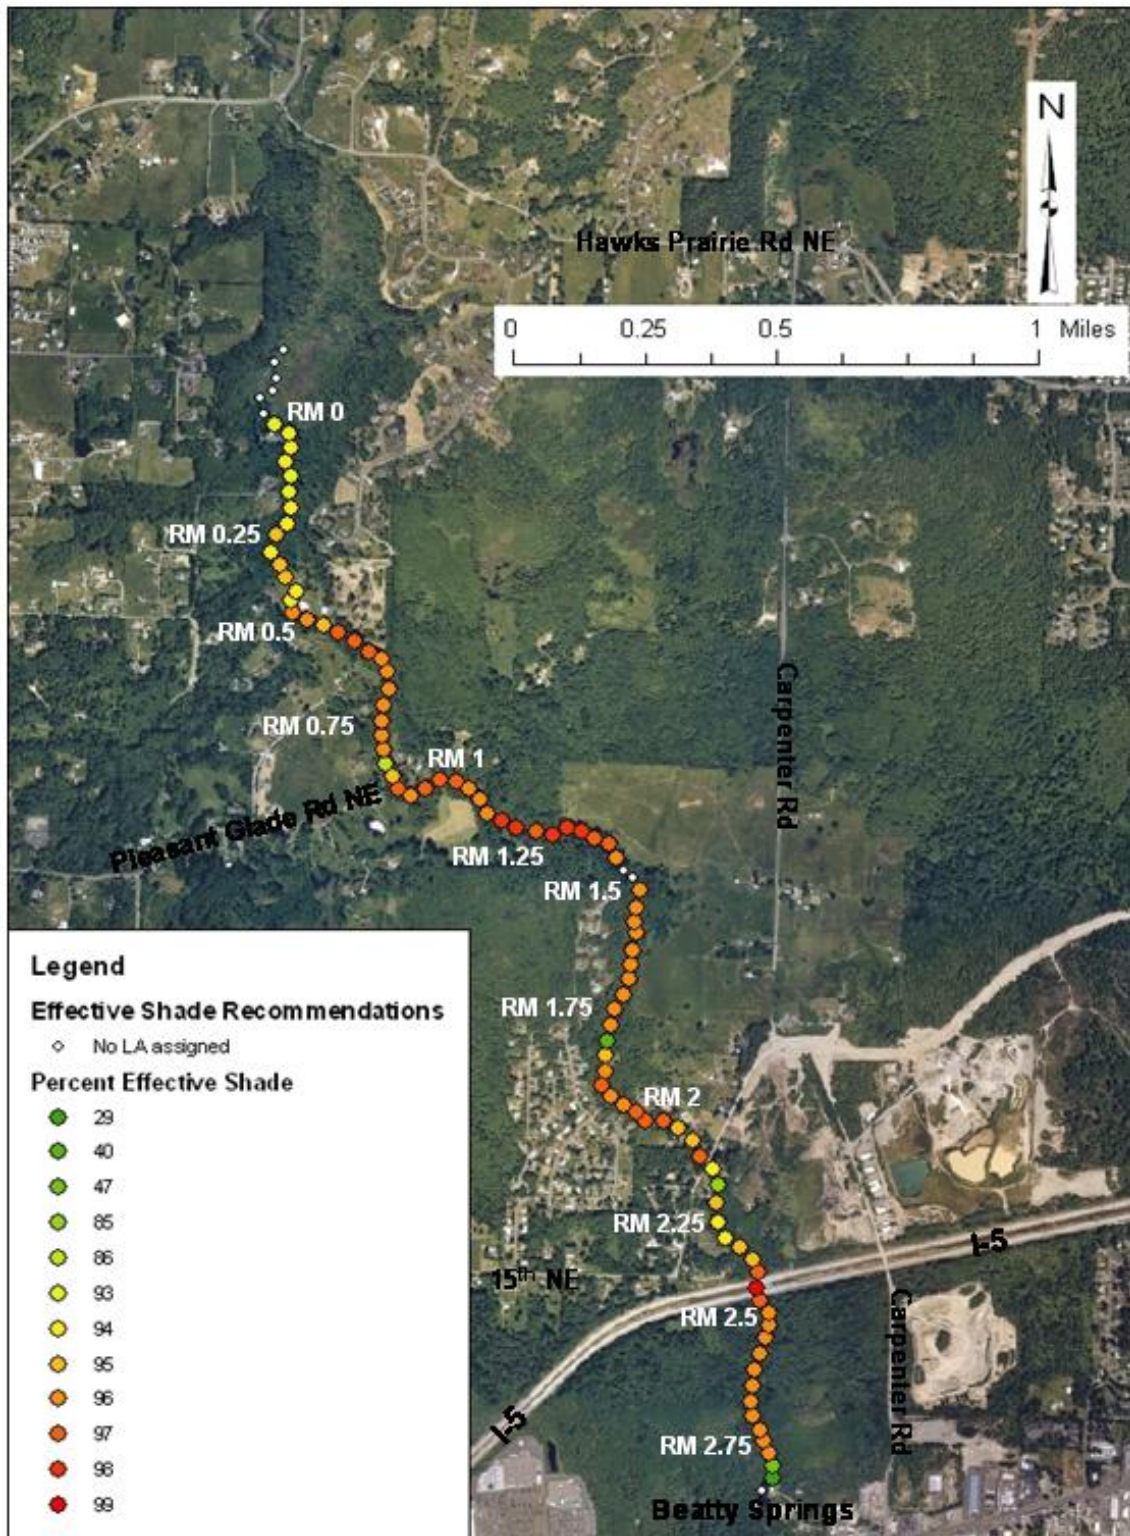 N
Hawks Prairie Rd NE
0 0.25 0.5 1 Miles
RM 0
RM 0.25
RM 0.5
Carpenter Rd
RM 0.75
RM 1
Pleasant Glade Rd NE
RM 1.25
RM 1.5
RM 1.75
RM 2
RM 2.25
I-5
15th NE
RM 2.5
Carpenter Rd
I-5
RM 2.75
Beatty Springs
Legend
Effective Shade Recommendations
No LA assigned
Percent Effective Shade
29
40
47
85
86
93
94
95
96
97
98
99